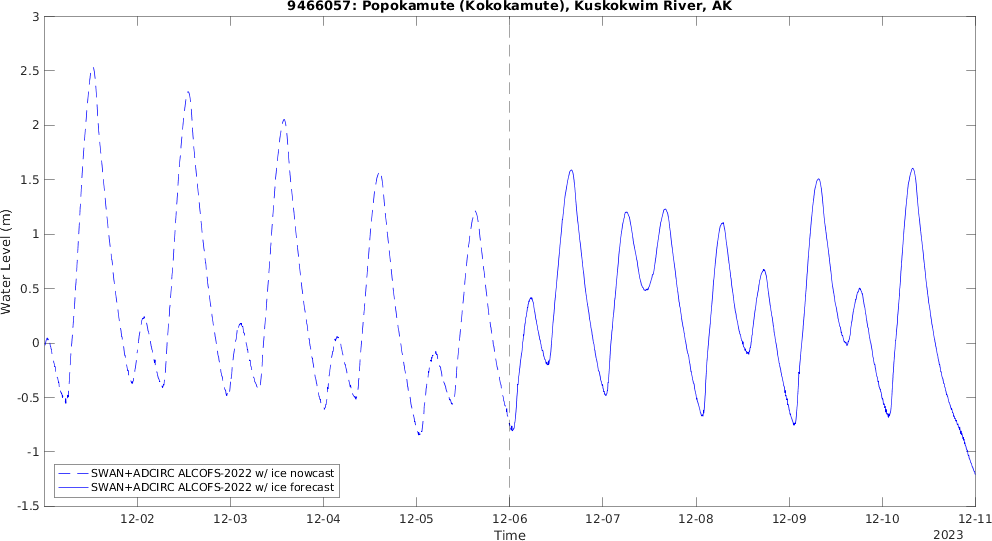 9466057: Popokamute (Kokokamute), Kuskokwim River, AK
3
2.5
2
1.5
1
0.5
0
-0.5
-1
-1.5
Water Level (m)
SWAN+ADCIRC ALCOFS-2022 w/ ice nowcast
SWAN+ADCIRC ALCOFS-2022 w/ ice forecast
12-02 12-03 12-04 12-05 12-06 12-07 12-08 12-09 12-10 12-11
Time
2023